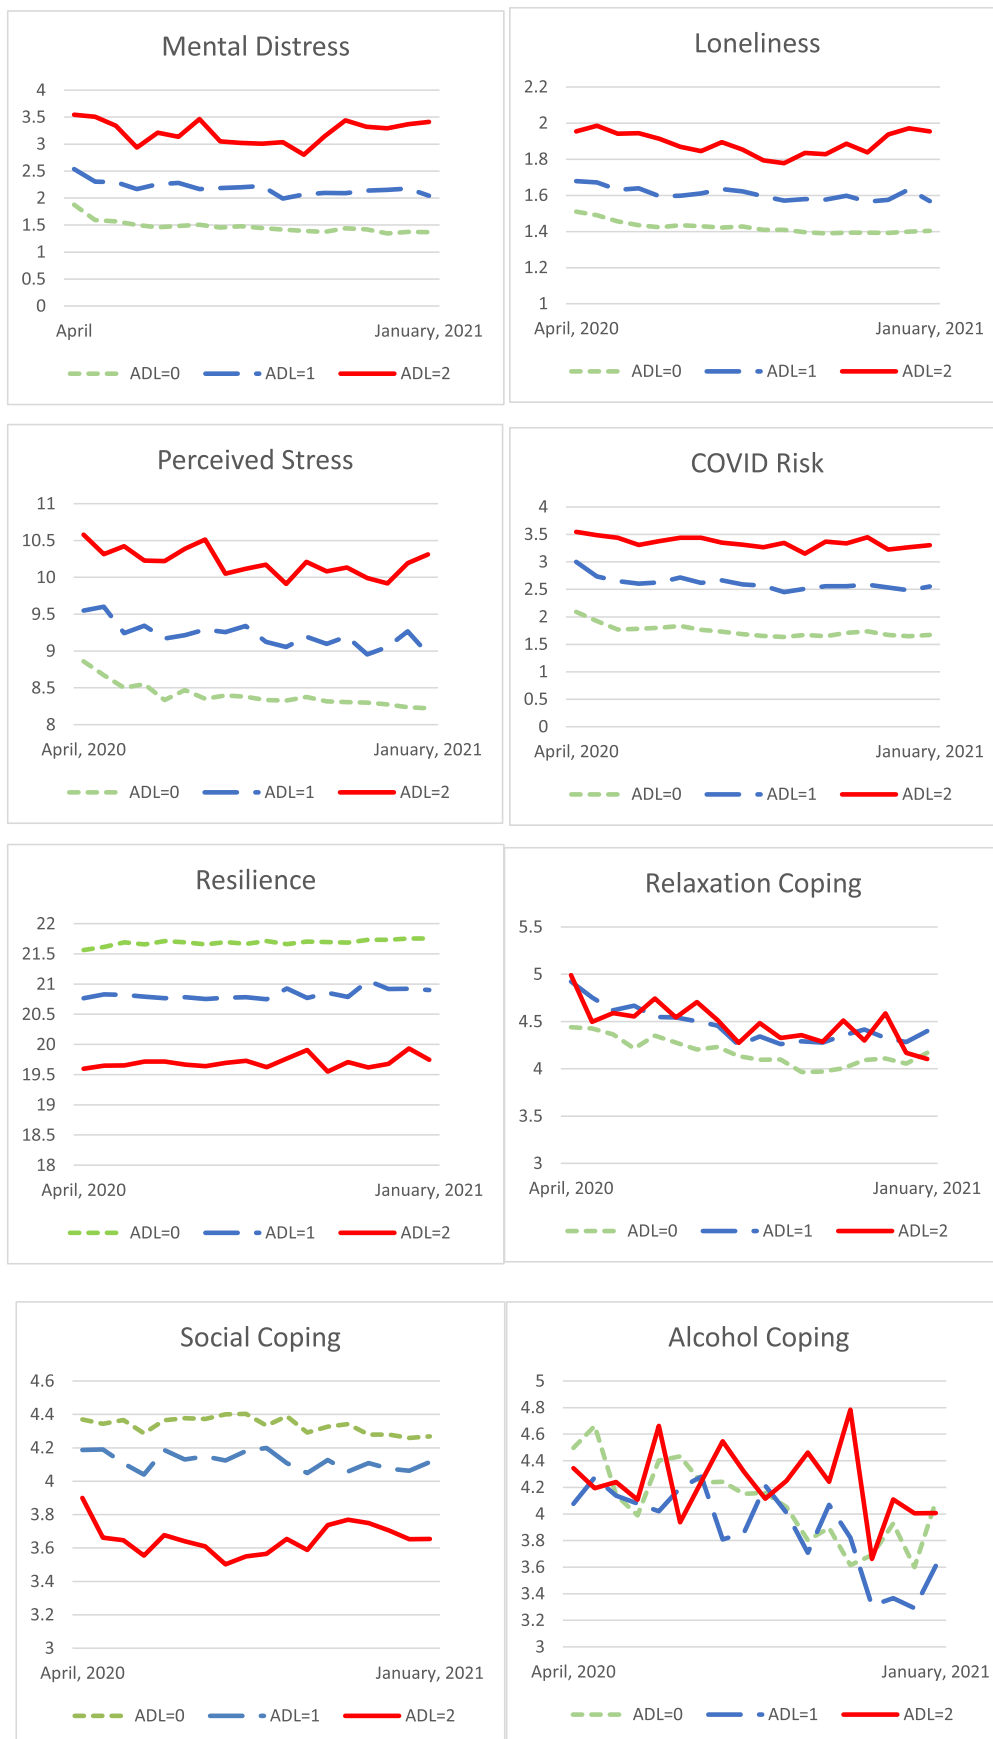 Mental Distress
4
3.5
3
2.5
2
1.5
1
0.5
0
April
January, 2021
ADL=0 ADL=1 ADL=2
Loneliness
2.2
2
1.8
1.6
1.4
1.2
1
April, 2020
January, 2021
ADL=0 ADL=1 ADL=2
Perceived Stress
11
10.5
10
9.5
9
8.5
8
April, 2020
January, 2021
ADL=0 ADL=1 ADL=2
COVID Risk
4
3.5
3
2.5
2
1.5
1
0.5
0
April, 2020
January, 2021
ADL=0 ADL=1 ADL=2
Resilience
22
21.5
21
20.5
20
19.5
19
18.5
18
April, 2020
January, 2021
ADL=0 ADL=1 ADL=2
Relaxation Coping
5.5
5
4.5
4
3.5
3
April, 2020
January, 2021
ADL=0 ADL=1 ADL=2
Social Coping
4.6
4.4
4.2
4
3.8
3.6
3.4
3.2
3
April, 2020
January, 2021
ADL=0 ADL=1 ADL=2
Alcohol Coping
5
4.8
4.6
4.4
4.2
4
3.8
3.6
3.4
3.2
3
April, 2020
January, 2021
ADL=0 ADL=1 ADL=2